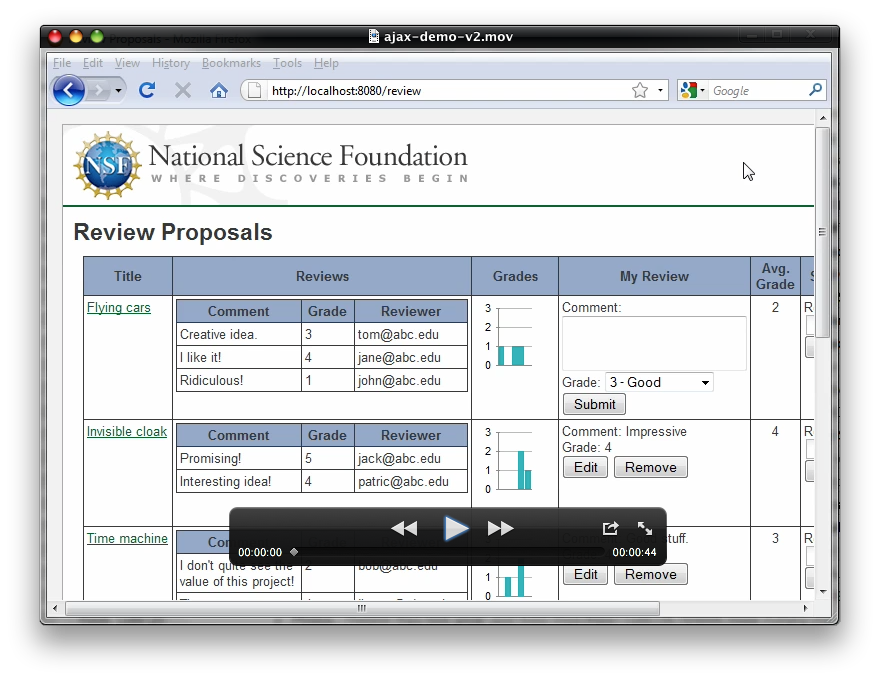 ajax-demo-v2.mov
File Edit View History Bookmarks Tools Help
http://localhost:8080/review
Google
NSF
National Science Foundation
WHERE DISCOVERIES BEGIN
Review Proposals
Title Reviews Grades My Review Avg. Grade
Flying cars
Comment Grade Reviewer
Creative idea. 3 tom@abc.edu
I like it! 4 jane@abc.edu
Ridiculous! 1 john@abc.edu
3
2
1
0
Comment:
Grade: 3 - Good
Submit
2
R
Invisible cloak
Comment Grade Reviewer
Promising! 5 jack@abc.edu
Interesting idea! 4 patric@abc.edu
3
2
1
0
Comment: Impressive
Grade: 4
Edit Remove
4
R
Time machine
I don't quite see the
value of this project!
2
bob@abc.edu
1
0
stuff.
Edit Remove
3
R
00:00:00
00:00:44